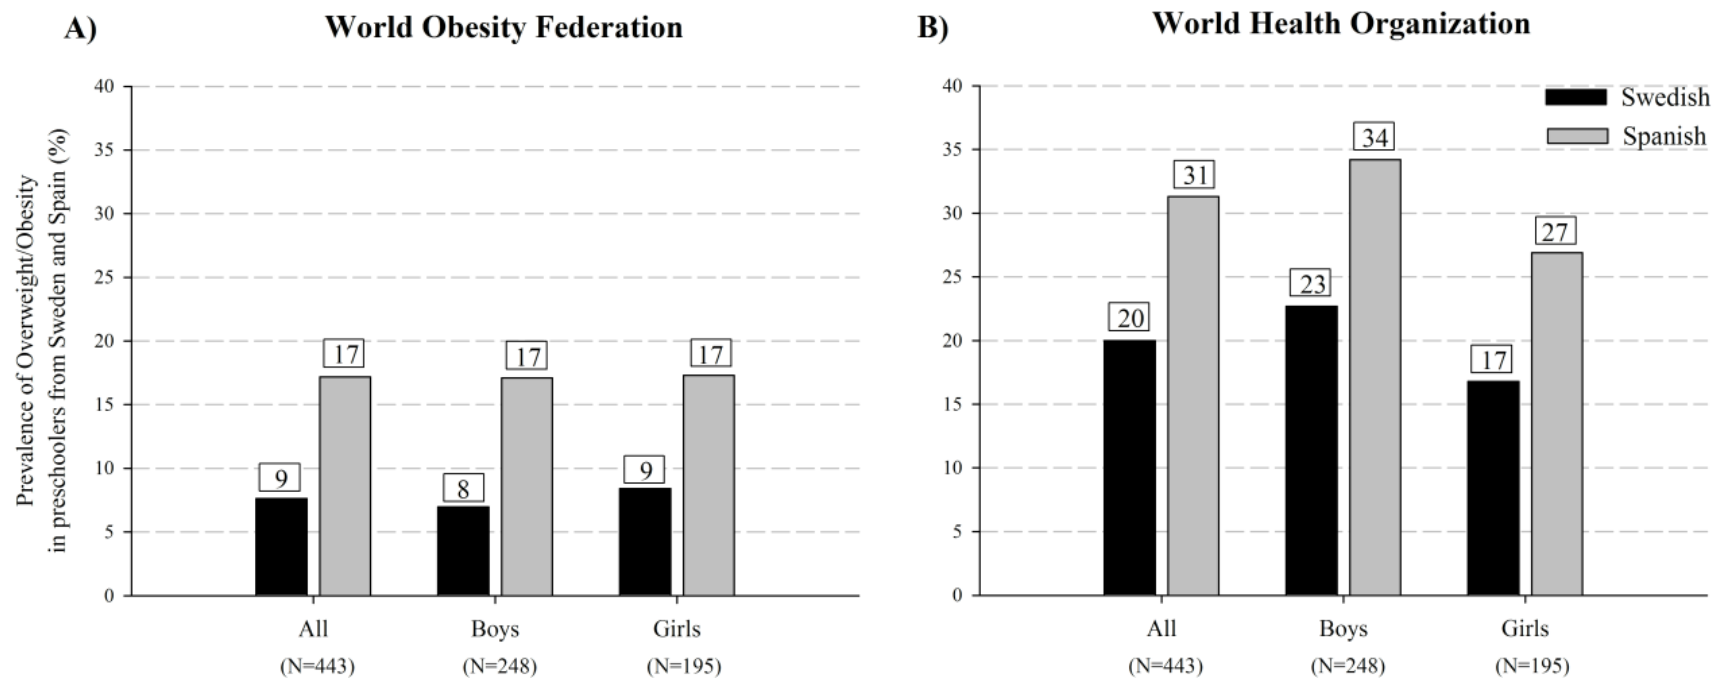 A) World Obesity Federation
Prevalence of Overweight/Obesity
in preschoolers from Sweden and Spain (%)
40
35
30
25
20
15
10
5
0
9
17
8
17
9
17
All
Boys
Girls
(N=443)
(N=248)
(N=195)
B) World Health Organization
Swedish
Spanish
40
35
30
25
20
15
10
5
0
20
31
23
34
17
27
All
Boys
Girls
(N=443)
(N=248)
(N=195)